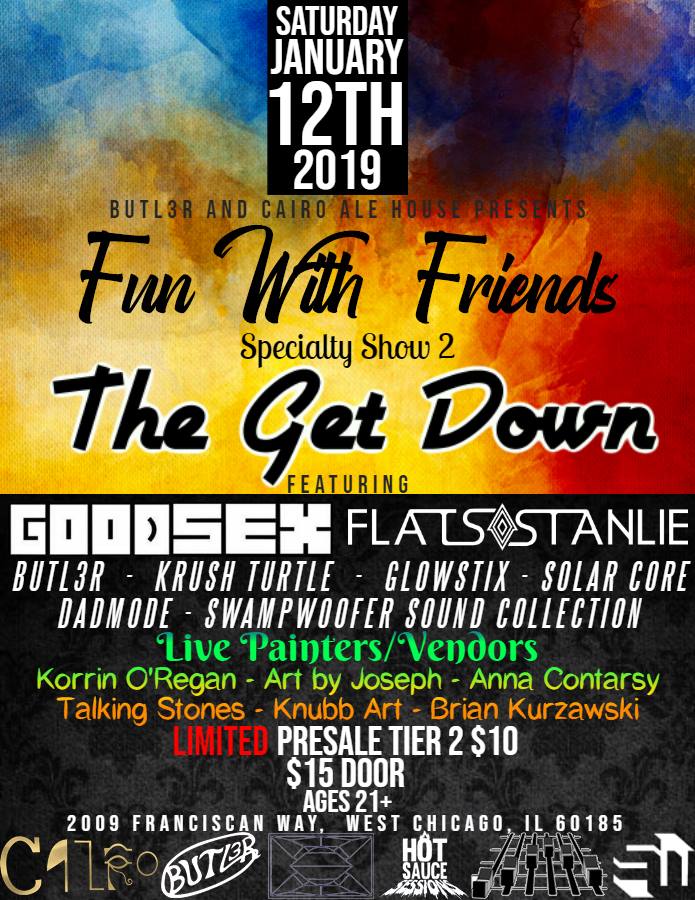 SATURDAY
JANUARY
12TH
2019
BUTL3R AND CAIRO ALE HOUSE PRESENTS
Fun With Friends
Specialty Show 2
The Get Down
FEATURING
GOODSEX FLATS STANLIE
BUTL3R - KRUSH TURTLE - GLOWSTIX - SOLAR CORE
DADMODE - SWAMPWOOFER SOUND COLLECTION
Live Painters/Vendors
Korrin O'Regan - Art by Joseph - Anna Contarsy
Talking Stones - Knubb Art - Brian Kurzawski
LIMITED PRESALE TIER 2 $10
$15 DOOR
AGES 21+
2009 FRANCISCAN WAY, WEST CHICAGO, IL 60185
CAIRO BUTL3R HOT
SAUCE
SESSIONS